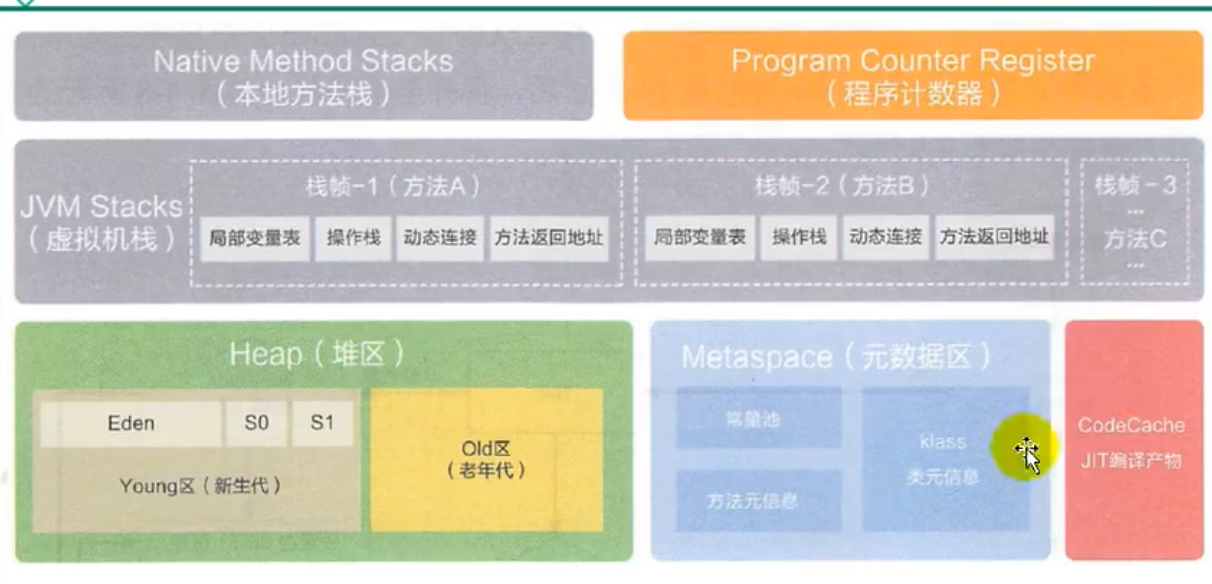 Native Method Stacks
（本地方法栈）
Program Counter Register
（程序计数器）
JVM Stacks
（虚拟机栈）
栈帧-1（方法A）
局部变量表
操作栈
动态连接
方法返回地址
栈帧-2（方法B）
局部变量表
操作栈
动态连接
方法返回地址
栈帧-3
...
方法C
...
Heap（堆区）
Eden
S0
S1
Young区（新生代）
Old区
（老年代）
Metaspace（元数据区）
常量池
方法元信息
klass
类元信息
CodeCache
JIT编译产物